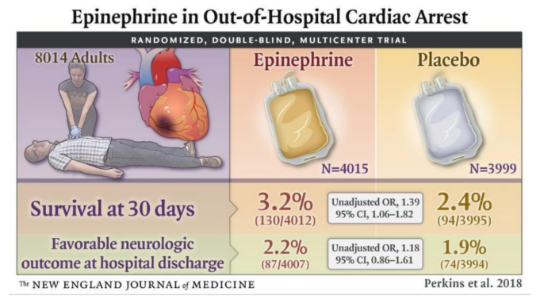 Epinephrine in Out-of-Hospital Cardiac Arrest
RANDOMIZED, DOUBLE-BLIND, MULTICENTER TRIAL
8014 Adults
Epinephrine
Placebo
N=4015
N=3999
Survival at 30 days
3.2%
(130/4012)
Unadjusted OR, 1.39
95% CI, 1.06–1.82
2.4%
(94/3995)
Favorable neurologic
outcome at hospital discharge
2.2%
(87/4007)
Unadjusted OR, 1.18
95% CI, 0.86–1.61
1.9%
(74/3994)
The NEW ENGLAND JOURNAL of MEDICINE
Perkins et al. 2018